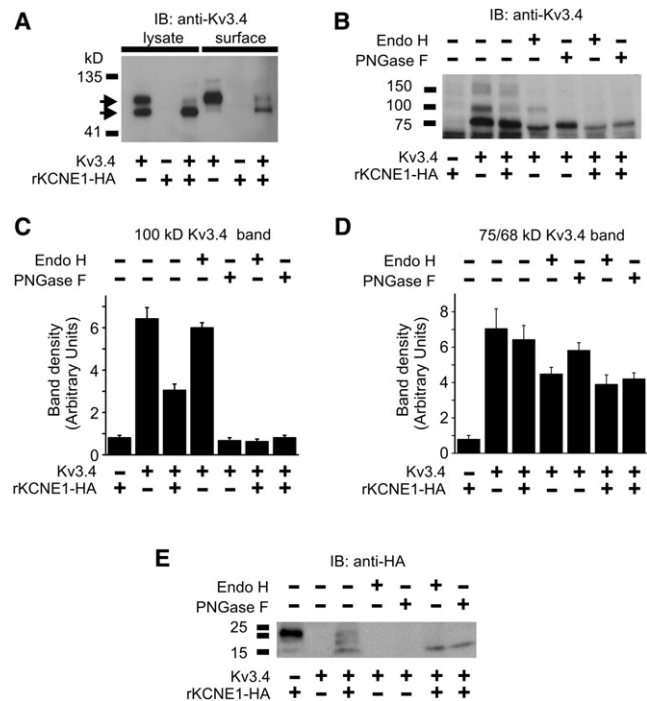 A
IB: anti-Kv3.4
lysate surface
kD
135
41
Kv3.4 + − + + − +
rKCNE1-HA − + + − + +
B
IB: anti-Kv3.4
Endo H − − − + − + −
PNGase F − − − − + − +
150
100
75
Kv3.4 − + + + + + +
rKCNE1-HA + − + − − + +
C
100 kD Kv3.4 band
Endo H − − − + − + −
PNGase F − − − − + − +
Band density
(Arbitrary Units)
6
4
2
0
Kv3.4 − + + + + + +
rKCNE1-HA + − + − − + +
D
75/68 kD Kv3.4 band
Endo H − − − + − + −
PNGase F − − − − + − +
Band density
(Arbitrary Units)
8
6
4
2
0
Kv3.4 − + + + + + +
rKCNE1-HA + − + − − + +
E
IB: anti-HA
Endo H − − − + − + −
PNGase F − − − − + − +
25
15
Kv3.4 − + + + + + +
rKCNE1-HA + − + − − + +